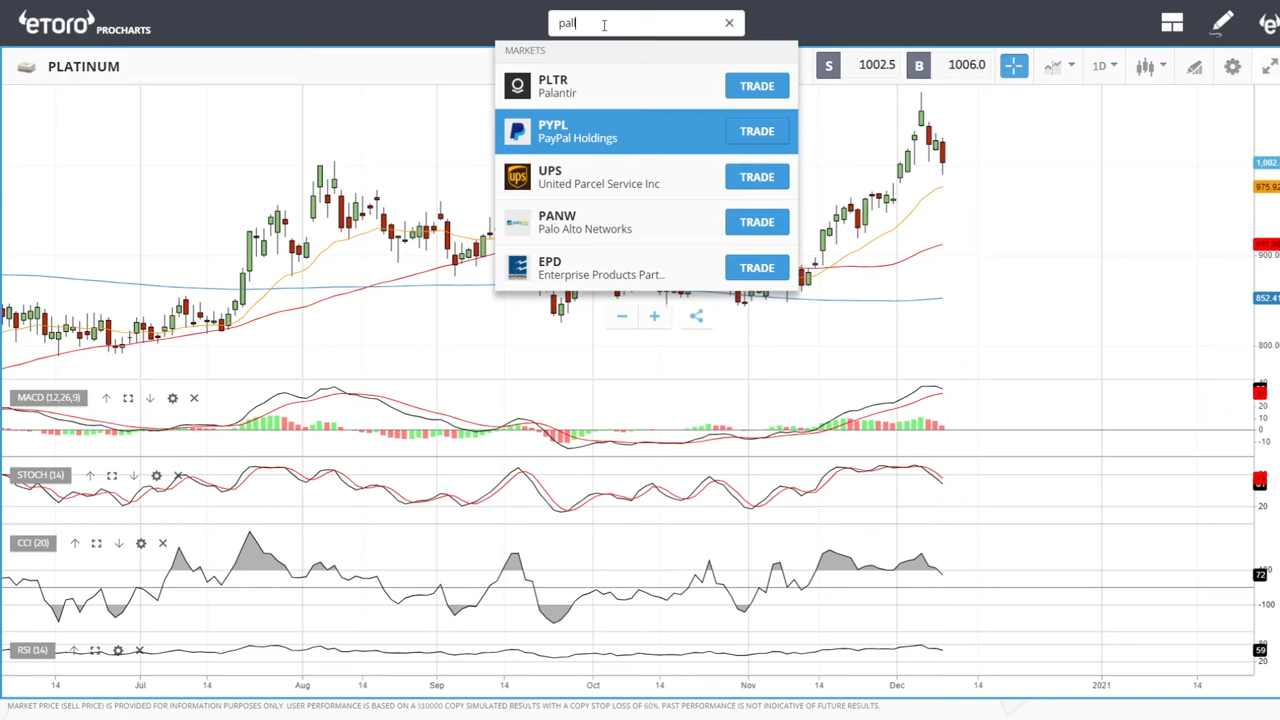 eToro PROCHARTS
pall
MARKETS
PLTR
Palantir
TRADE
PYPL
PayPal Holdings
TRADE
UPS
United Parcel Service Inc
TRADE
PANW
Palo Alto Networks
TRADE
EPD
Enterprise Products Part..
TRADE
PLATINUM
S 1002.5 B 1006.0 1D
1,002.
975.92
900.00
852.41
800.00
MACD (12,26,9)
20
10
0
-10
STOCH (14)
20
CCI (20)
72
-100
RSI (14)
59
20
14 Jul 14 Aug 14 Sep 14 Oct 14 Nov 14 Dec 14 2021 14
MARKET PRICE (SELL PRICE) IS PROVIDED FOR INFORMATION PURPOSES ONLY. USER PERFORMANCE IS BASED ON A $10000 COPY SIMULATED RESULTS WITH A COPY STOP LOSS OF 60%. PAST PERFORMANCE IS NOT INDICATIVE OF FUTURE RESULTS.